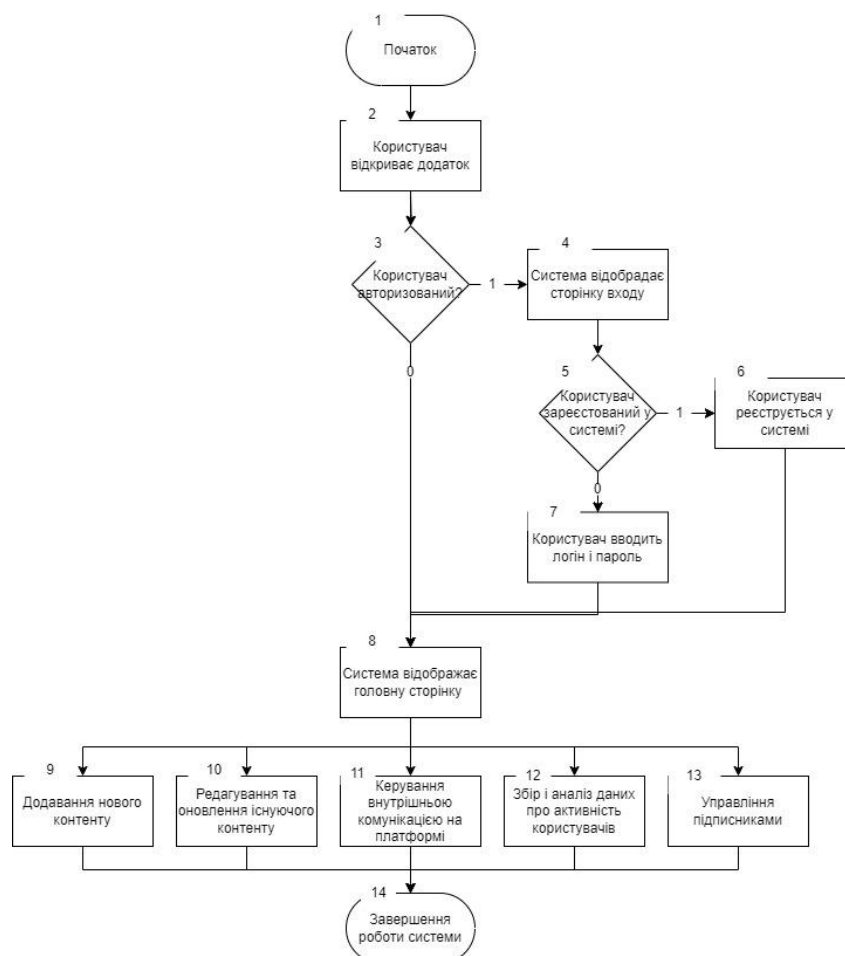 1
Початок
2
Користувач
відкриває додаток
3
Користувач
авторизований?
1
0
4
Система відобрадає
сторінку входу
5
Користувач
зареєстований у
системі?
1
0
6
Користувач
реєструється у
системі
7
Користувач вводить
логін і пароль
8
Система відображає
головну сторінку
9
Додавання нового
контенту
10
Редагування та
оновлення існуючого
контенту
11
Керування
внутрішньою
комунікацією на
платформі
12
Збір і аналіз даних
про активність
користувачів
13
Управління
підписниками
14
Завершення
роботи системи